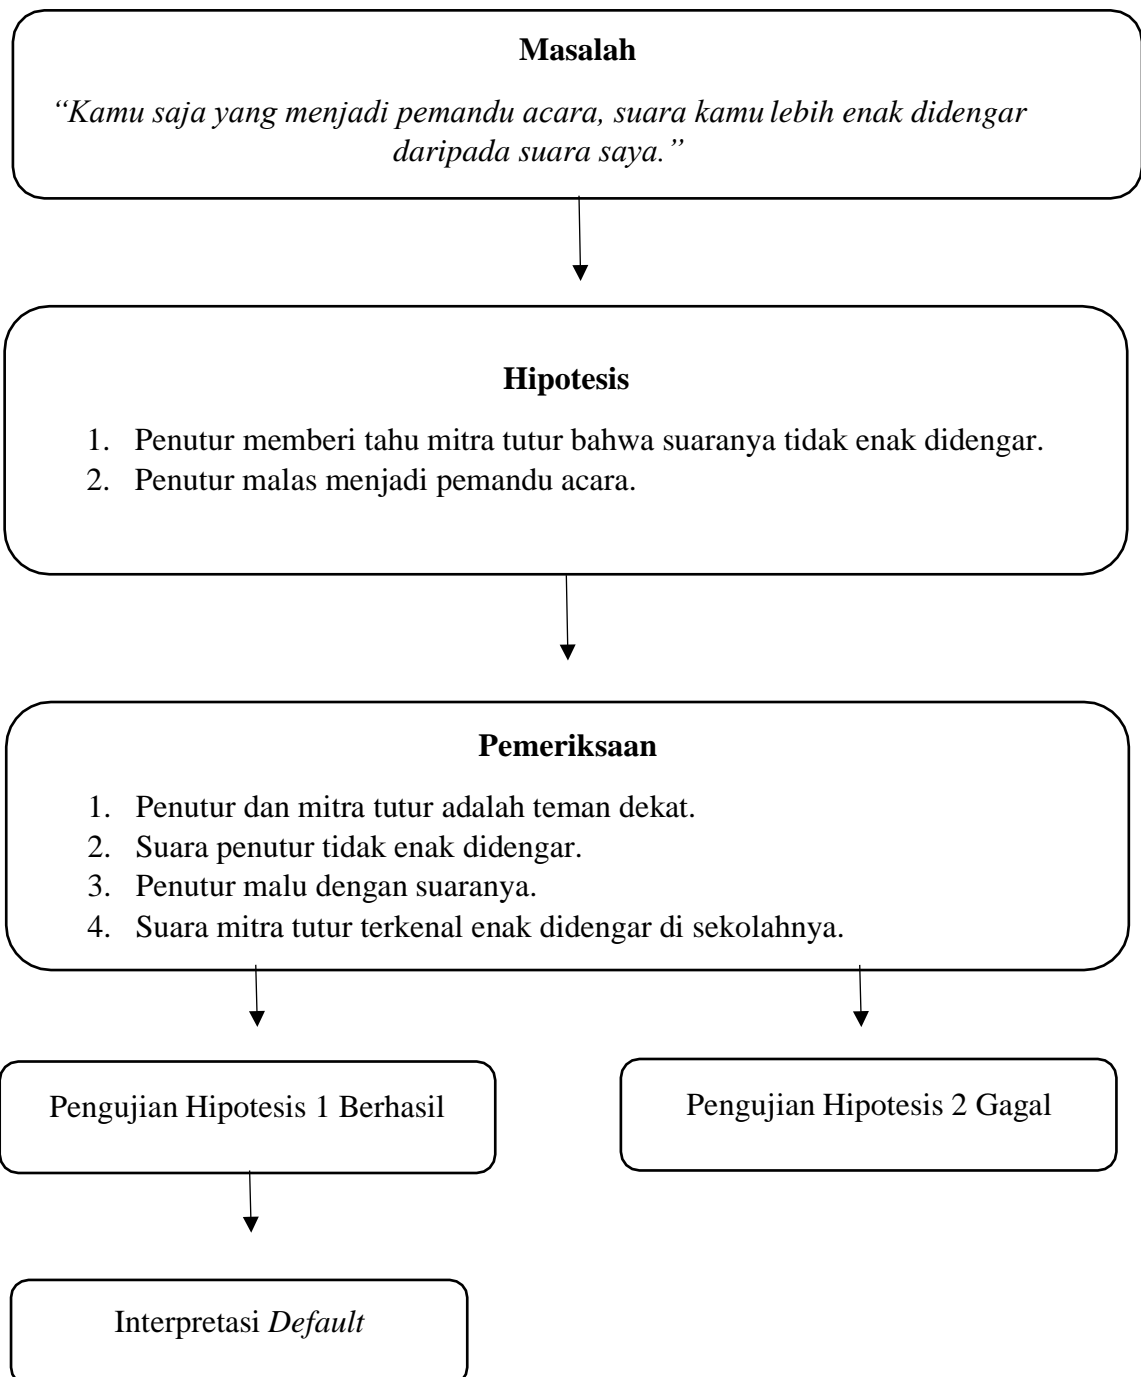 Masalah
“Kamu saja yang menjadi pemandu acara, suara kamu lebih enak didengar
daripada suara saya.”
Hipotesis
1. Penutur memberi tahu mitra tutur bahwa suaranya tidak enak didengar.
2. Penutur malas menjadi pemandu acara.
Pemeriksaan
1. Penutur dan mitra tutur adalah teman dekat.
2. Suara penutur tidak enak didengar.
3. Penutur malu dengan suaranya.
4. Suara mitra tutur terkenal enak didengar di sekolahnya.
Pengujian Hipotesis 1 Berhasil
Pengujian Hipotesis 2 Gagal
Interpretasi Default